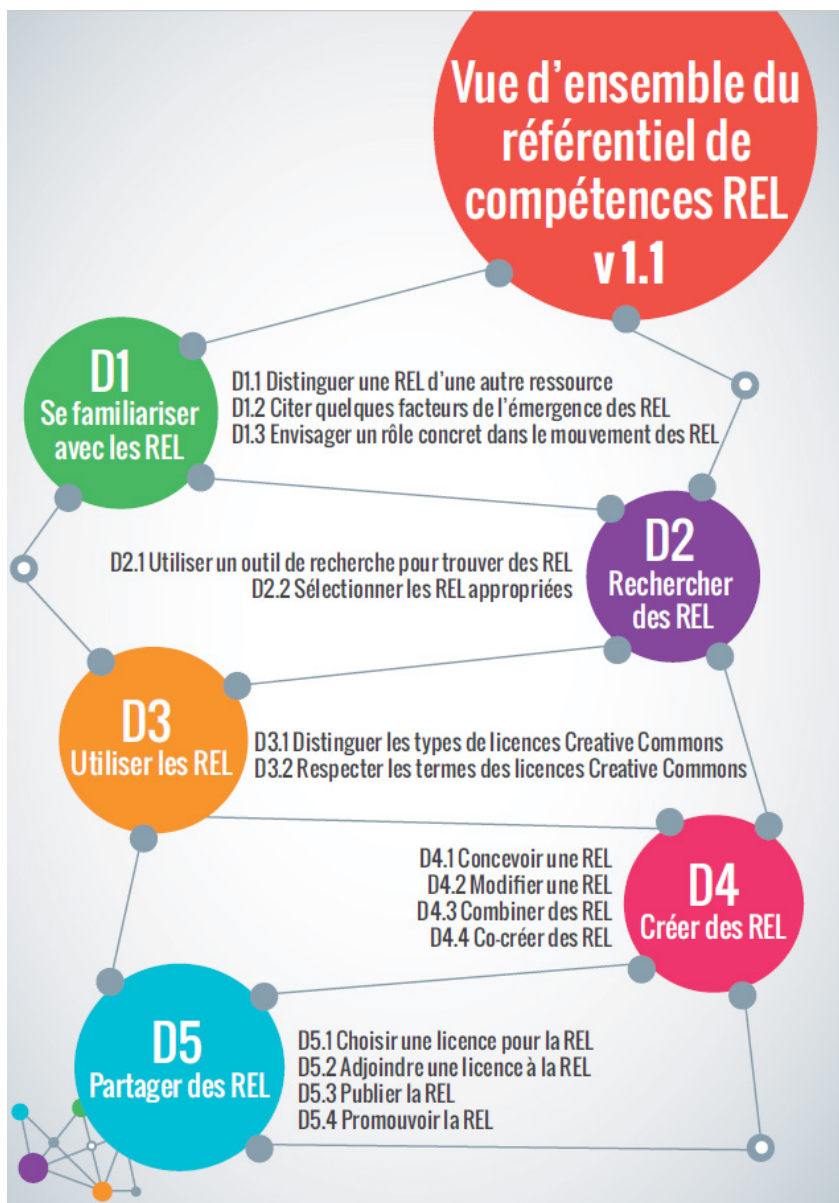 Vue d'ensemble du
référentiel de
compétences REL
v 1.1
D1
Se familiariser
avec les REL
D1.1 Distinguer une REL d'une autre ressource
D1.2 Citer quelques facteurs de l'émergence des REL
D1.3 Envisager un rôle concret dans le mouvement des REL
D2
Rechercher
des REL
D2.1 Utiliser un outil de recherche pour trouver des REL
D2.2 Sélectionner les REL appropriées
D3
Utiliser les REL
D3.1 Distinguer les types de licences Creative Commons
D3.2 Respecter les termes des licences Creative Commons
D4
Créer des REL
D4.1 Concevoir une REL
D4.2 Modifier une REL
D4.3 Combiner des REL
D4.4 Co-créer des REL
D5
Partager des REL
D5.1 Choisir une licence pour la REL
D5.2 Adjoindre une licence à la REL
D5.3 Publier la REL
D5.4 Promouvoir la REL